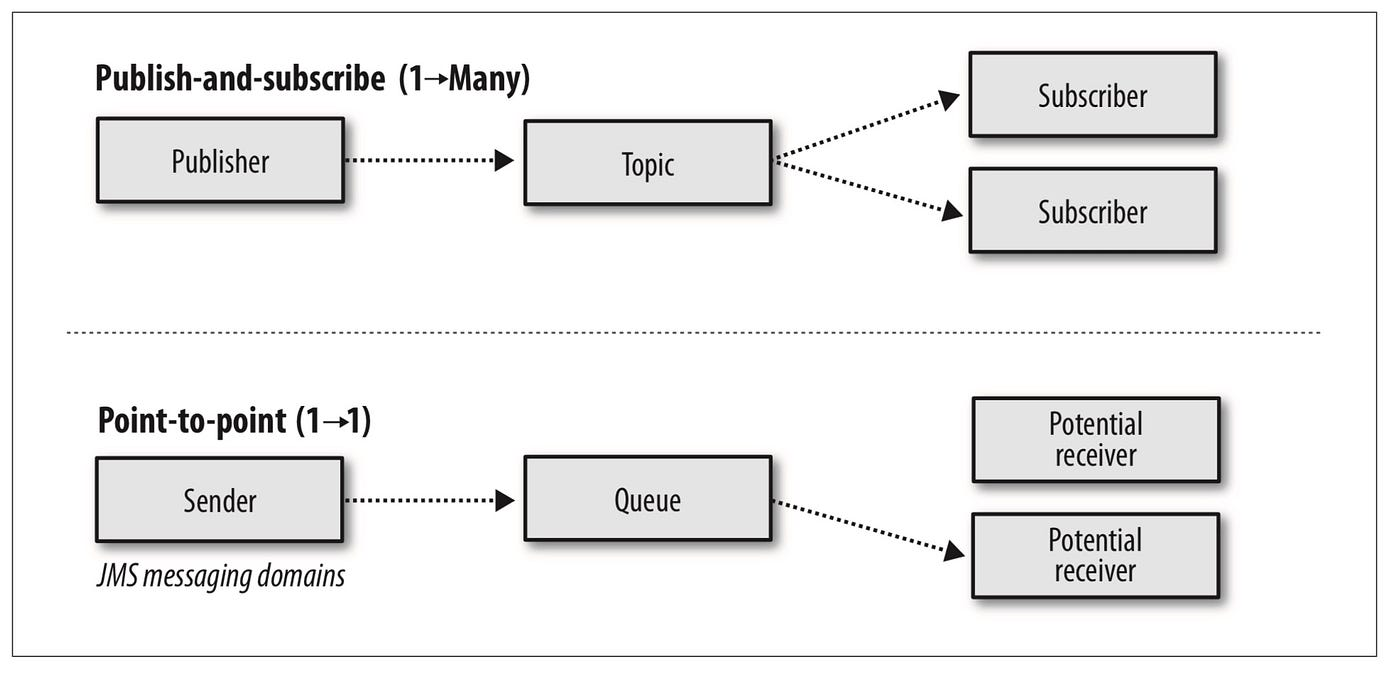 Publish-and-subscribe (1→Many)
Publisher
Topic
Subscriber
Subscriber
Point-to-point (1→1)
Sender
Queue
Potential
receiver
Potential
receiver
JMS messaging domains